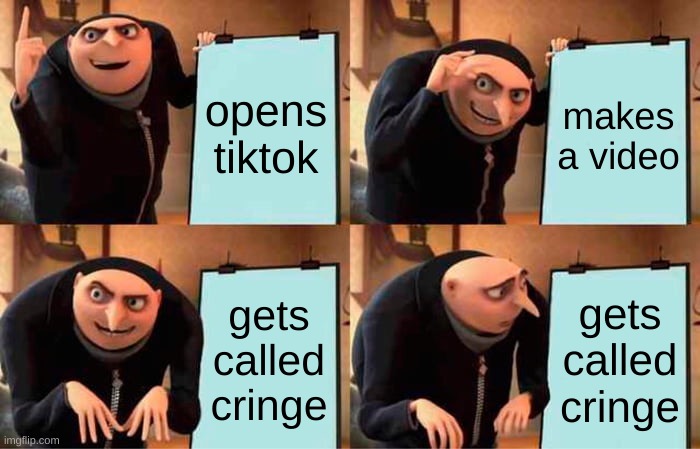 opens
tiktok
makes
a video
gets
called
cringe
gets
called
cringe
imgflip.com